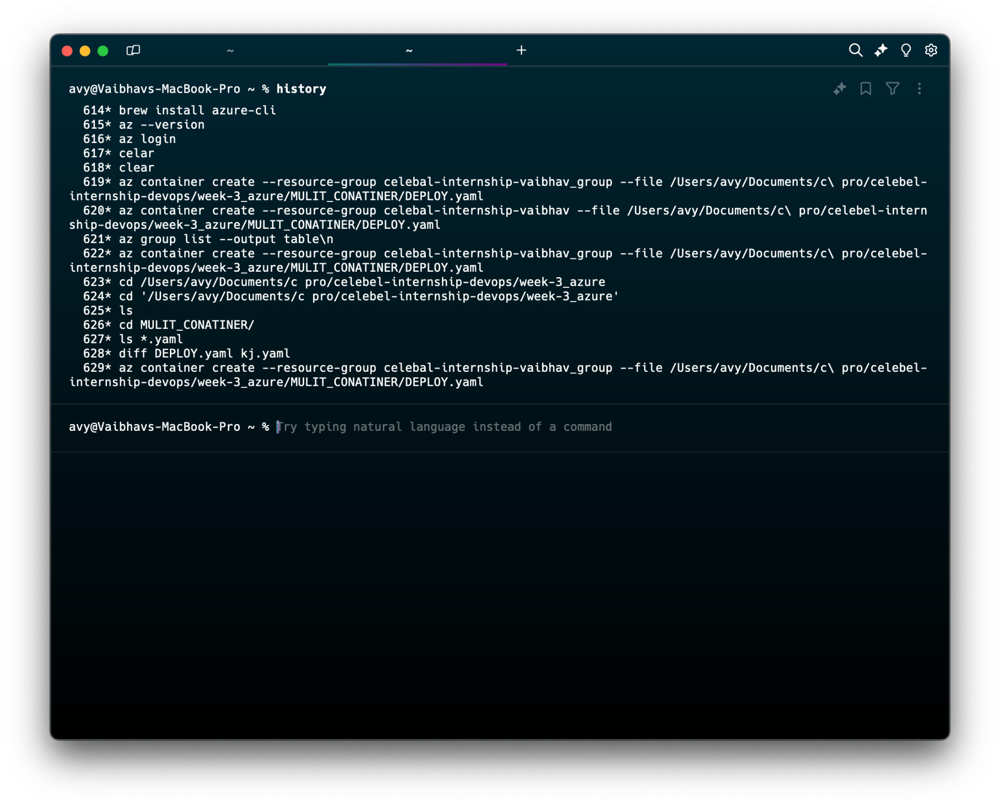 ~ ~ +
avy@Vaibhavs-MacBook-Pro ~ % history
614* brew install azure-cli
615* az --version
616* az login
617* celar
618* clear
619* az container create --resource-group celebal-internship-vaibhav_group --file /Users/avy/Documents/c\ pro/celebel-
internship-devops/week-3_azure/MULIT_CONATINER/DEPLOY.yaml
620* az container create --resource-group celebal-internship-vaibhav --file /Users/avy/Documents/c\ pro/celebel-intern
ship-devops/week-3_azure/MULIT_CONATINER/DEPLOY.yaml
621* az group list --output table\n
622* az container create --resource-group celebal-internship-vaibhav_group --file /Users/avy/Documents/c\ pro/celebel-
internship-devops/week-3_azure/MULIT_CONATINER/DEPLOY.yaml
623* cd /Users/avy/Documents/c pro/celebel-internship-devops/week-3_azure
624* cd '/Users/avy/Documents/c pro/celebel-internship-devops/week-3_azure'
625* ls
626* cd MULIT_CONATINER/
627* ls *.yaml
628* diff DEPLOY.yaml kj.yaml
629* az container create --resource-group celebal-internship-vaibhav_group --file /Users/avy/Documents/c\ pro/celebel-
internship-devops/week-3_azure/MULIT_CONATINER/DEPLOY.yaml
avy@Vaibhavs-MacBook-Pro ~ % Try typing natural language instead of a command